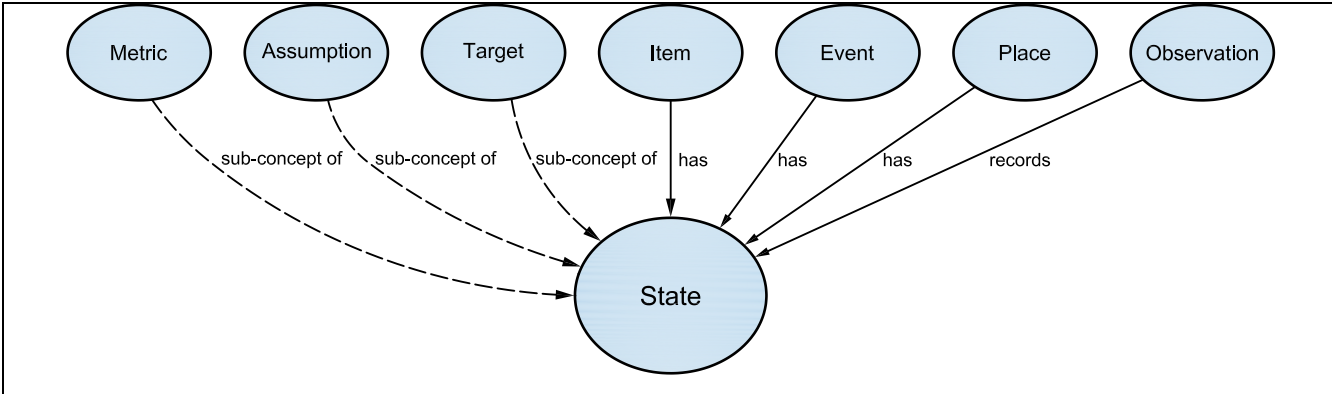 Metric
Assumption
Target
Item
Event
Place
Observation
sub-concept of
sub-concept of
sub-concept of
has
has
has
records
State